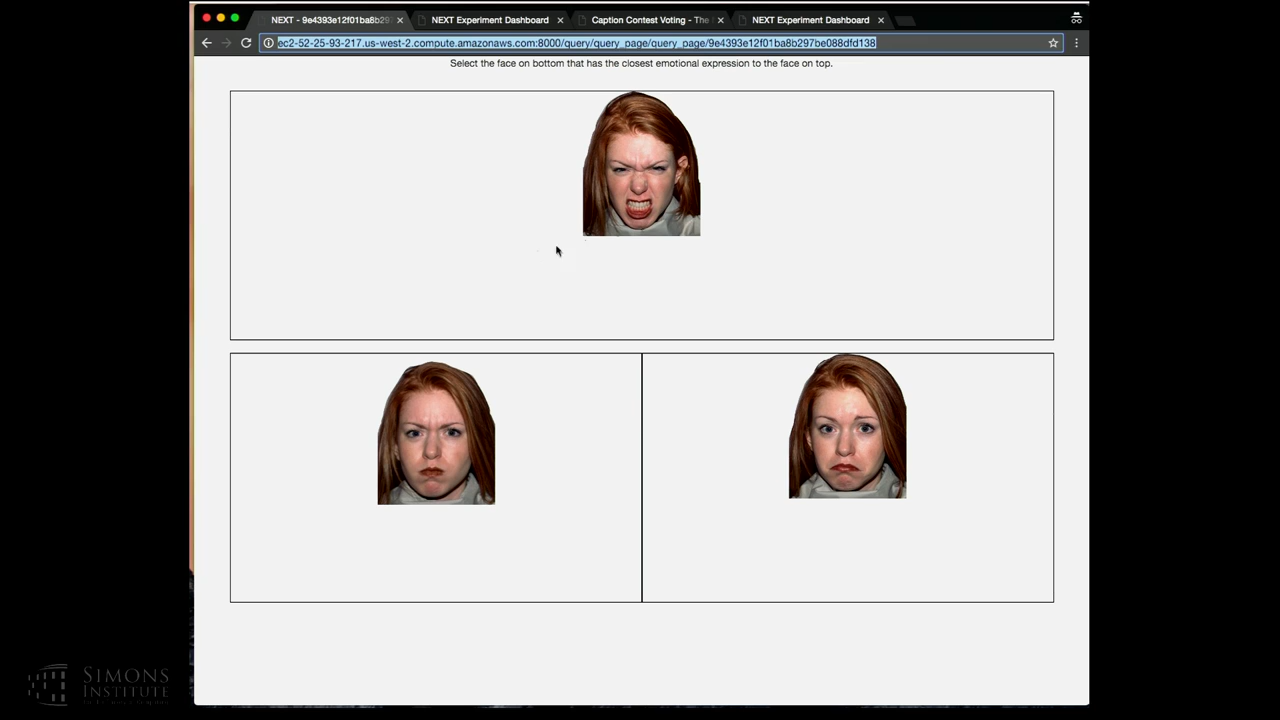 NEXT - 9e4393e12f01ba8b297
NEXT Experiment Dashboard
Caption Contest Voting - The
NEXT Experiment Dashboard
ec2-52-25-93-217.us-west-2.compute.amazonaws.com:8000/query/query_page/query_page/9e4393e12f01ba8b297be088dfd138
Select the face on bottom that has the closest emotional expression to the face on top.
SIMONS
INSTITUTE